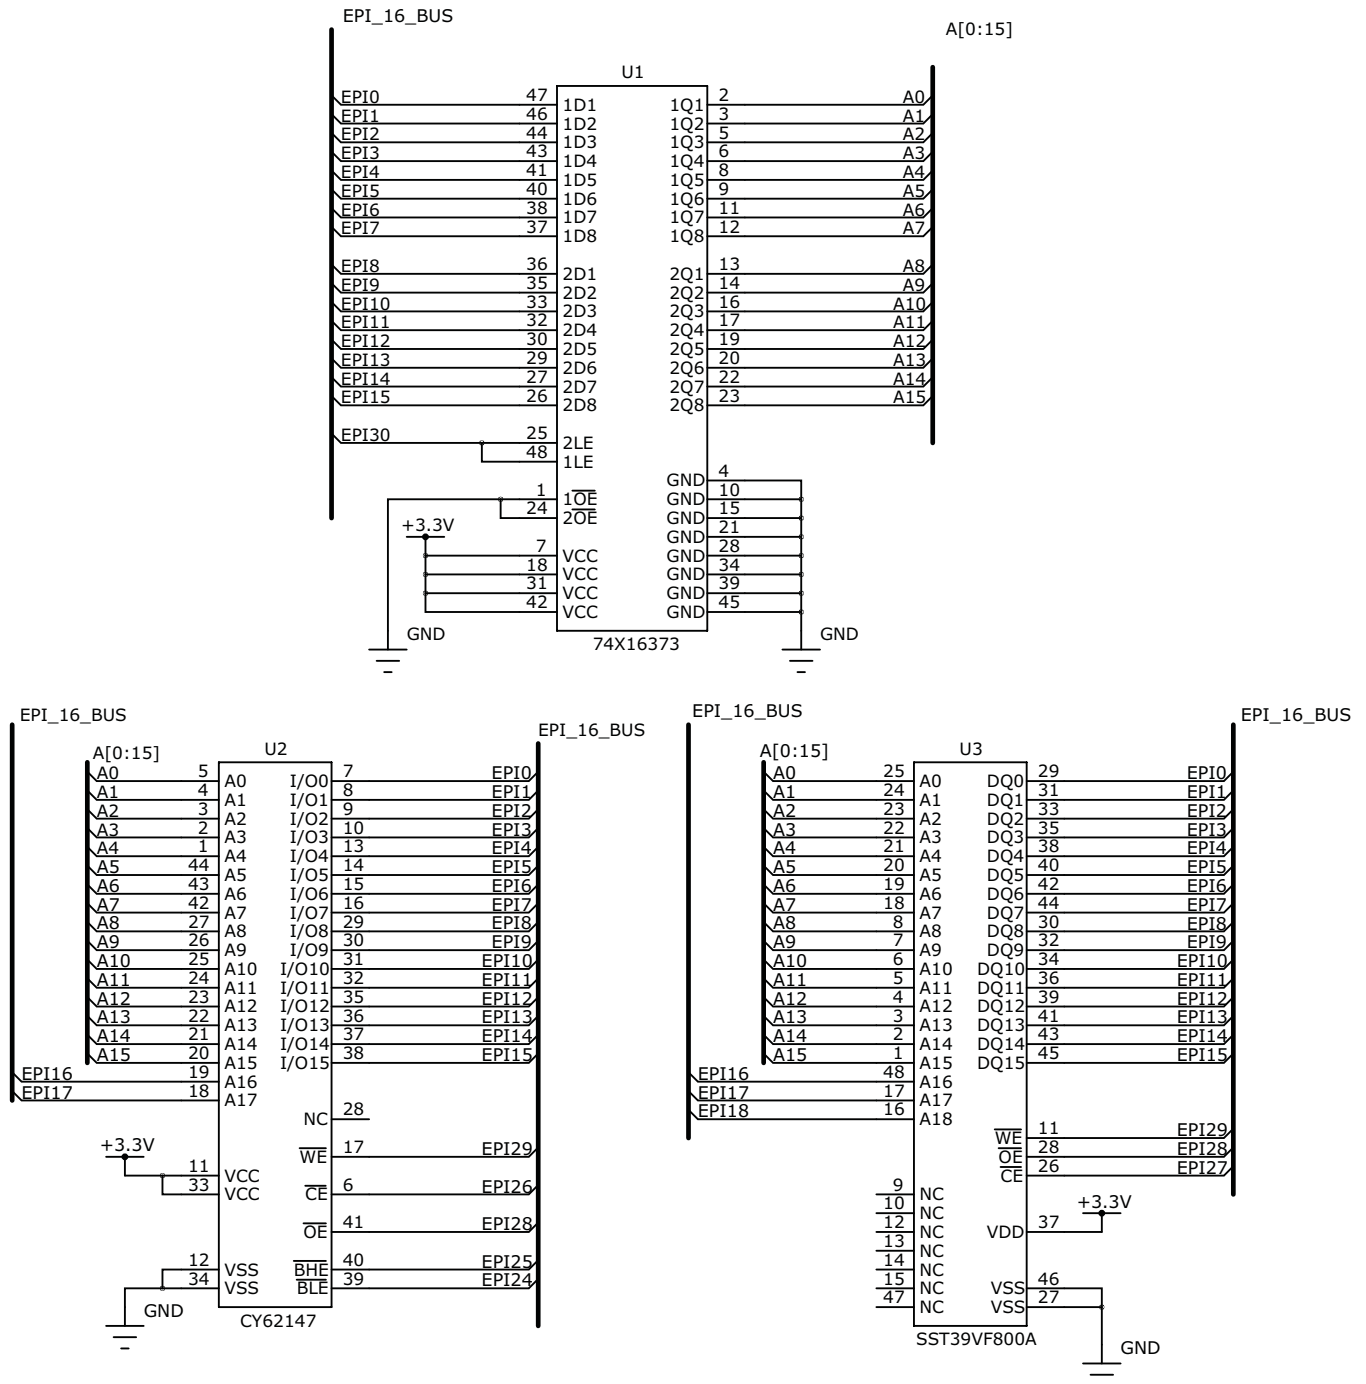 EPI_16_BUS
A[0:15]
U1
EPI0 47 1D1 1Q1 2 A0
EPI1 46 1D2 1Q2 3 A1
EPI2 44 1D3 1Q3 5 A2
EPI3 43 1D4 1Q4 6 A3
EPI4 41 1D5 1Q5 8 A4
EPI5 40 1D6 1Q6 9 A5
EPI6 38 1D7 1Q7 11 A6
EPI7 37 1D8 1Q8 12 A7
EPI8 36 2D1 2Q1 13 A8
EPI9 35 2D2 2Q2 14 A9
EPI10 33 2D3 2Q3 16 A10
EPI11 32 2D4 2Q4 17 A11
EPI12 30 2D5 2Q5 19 A12
EPI13 29 2D6 2Q6 20 A13
EPI14 27 2D7 2Q7 22 A14
EPI15 26 2D8 2Q8 23 A15
EPI30 25 2LE
48 1LE
GND 4
1 1OE GND 10
24 2OE GND 15
+3.3V GND 21
7 VCC GND 28
18 VCC GND 34
31 VCC GND 39
42 VCC GND 45
GND GND
74X16373
EPI_16_BUS
EPI_16_BUS
A[0:15]
U2
A0 5 A0 I/O0 7 EPI0
A1 4 A1 I/O1 8 EPI1
A2 3 A2 I/O2 9 EPI2
A3 2 A3 I/O3 10 EPI3
A4 1 A4 I/O4 13 EPI4
A5 44 A5 I/O5 14 EPI5
A6 43 A6 I/O6 15 EPI6
A7 42 A7 I/O7 16 EPI7
A8 27 A8 I/O8 29 EPI8
A9 26 A9 I/O9 30 EPI9
A10 25 A10 I/O10 31 EPI10
A11 24 A11 I/O11 32 EPI11
A12 23 A12 I/O12 35 EPI12
A13 22 A13 I/O13 36 EPI13
A14 21 A14 I/O14 37 EPI14
A15 20 A15 I/O15 38 EPI15
EPI16 19 A16
EPI17 18 A17
NC 28
+3.3V WE 17 EPI29
11 VCC
33 VCC CE 6 EPI26
OE 41 EPI28
12 VSS BHE 40 EPI25
34 VSS BLE 39 EPI24
GND
CY62147
EPI_16_BUS
EPI_16_BUS
A[0:15]
U3
A0 25 A0 DQ0 29 EPI0
A1 24 A1 DQ1 31 EPI1
A2 23 A2 DQ2 33 EPI2
A3 22 A3 DQ3 35 EPI3
A4 21 A4 DQ4 38 EPI4
A5 20 A5 DQ5 40 EPI5
A6 19 A6 DQ6 42 EPI6
A7 18 A7 DQ7 44 EPI7
A8 8 A8 DQ8 30 EPI8
A9 7 A9 DQ9 32 EPI9
A10 6 A10 DQ10 34 EPI10
A11 5 A11 DQ11 36 EPI11
A12 4 A12 DQ12 39 EPI12
A13 3 A13 DQ13 41 EPI13
A14 2 A14 DQ14 43 EPI14
A15 1 A15 DQ15 45 EPI15
EPI16 48 A16
EPI17 17 A17
EPI18 16 A18
WE 11 EPI29
OE 28 EPI28
CE 26 EPI27
9 NC
10 NC +3.3V
12 NC VDD 37
13 NC
14 NC
15 NC VSS 46
47 NC VSS 27
SST39VF800A
GND